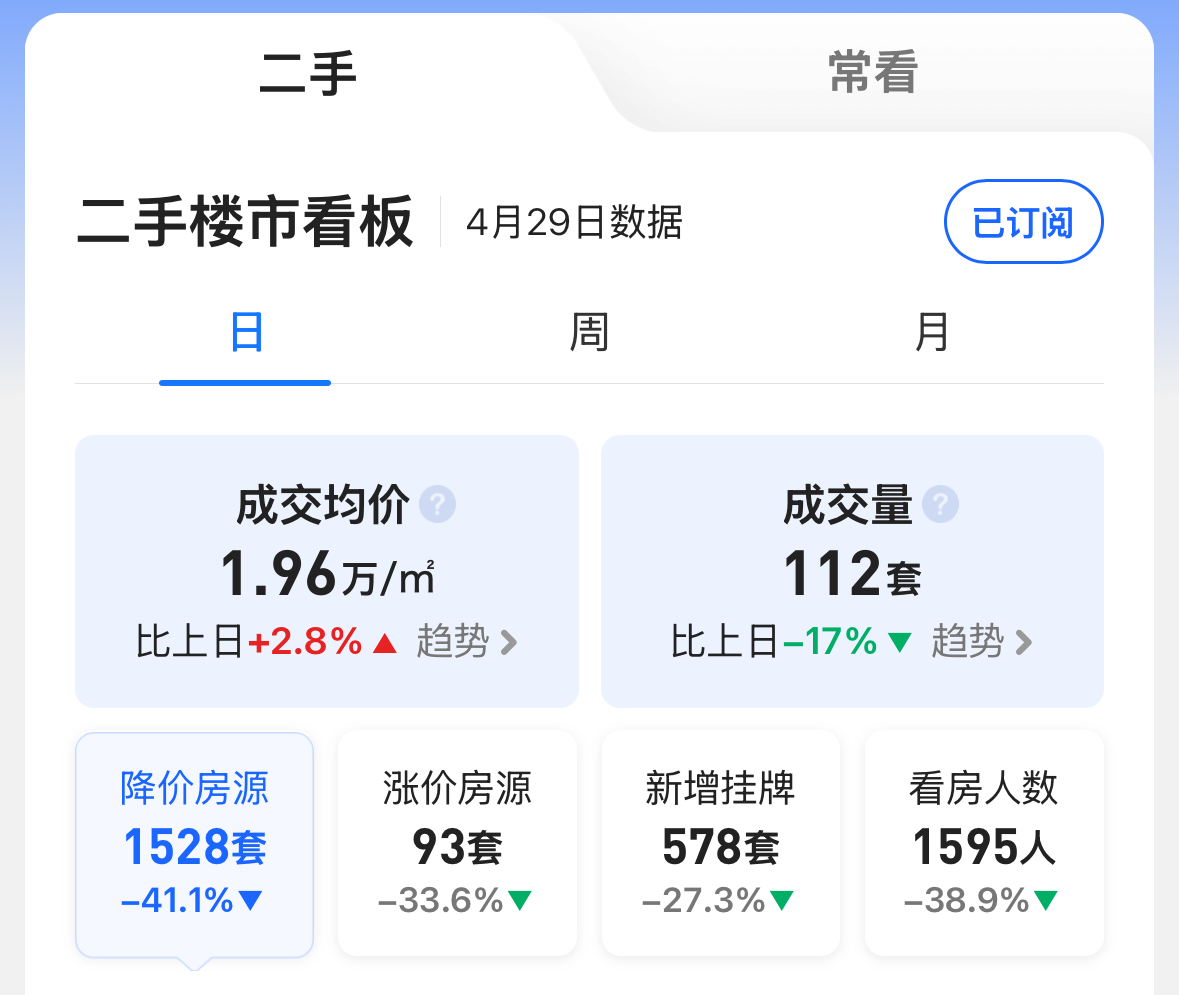 二手 常看
二手楼市看板 4月29日数据 已订阅
日 周 月
成交均价 ? 成交量 ?
1.96万/㎡ 112套
比上日+2.8%▲ 趋势 > 比上日-17%▼ 趋势 >
降价房源 涨价房源 新增挂牌 看房人数
1528套 93套 578套 1595人
-41.1%▼ -33.6%▼ -27.3%▼ -38.9%▼